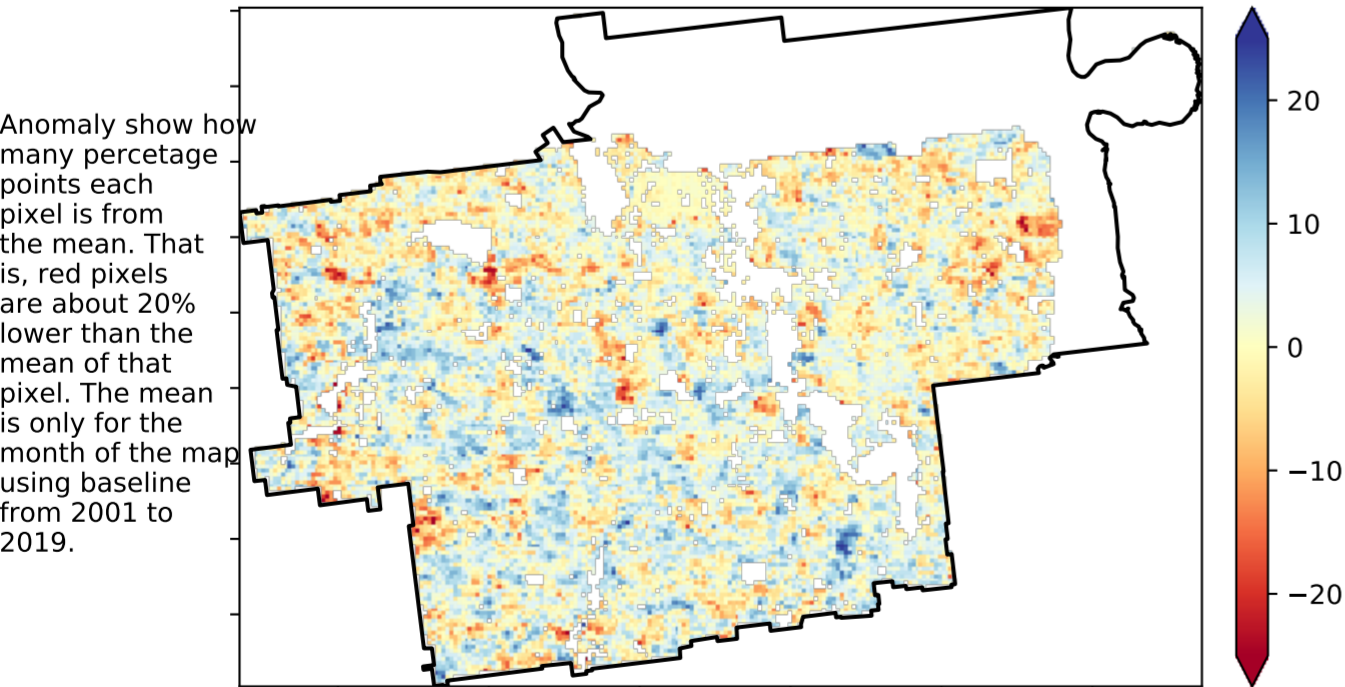 Anomaly show how
many percetage
points each
pixel is from
the mean. That
is, red pixels
are about 20%
lower than the
mean of that
pixel. The mean
is only for the
month of the map
using baseline
from 2001 to
2019.
20
10
0
−10
−20